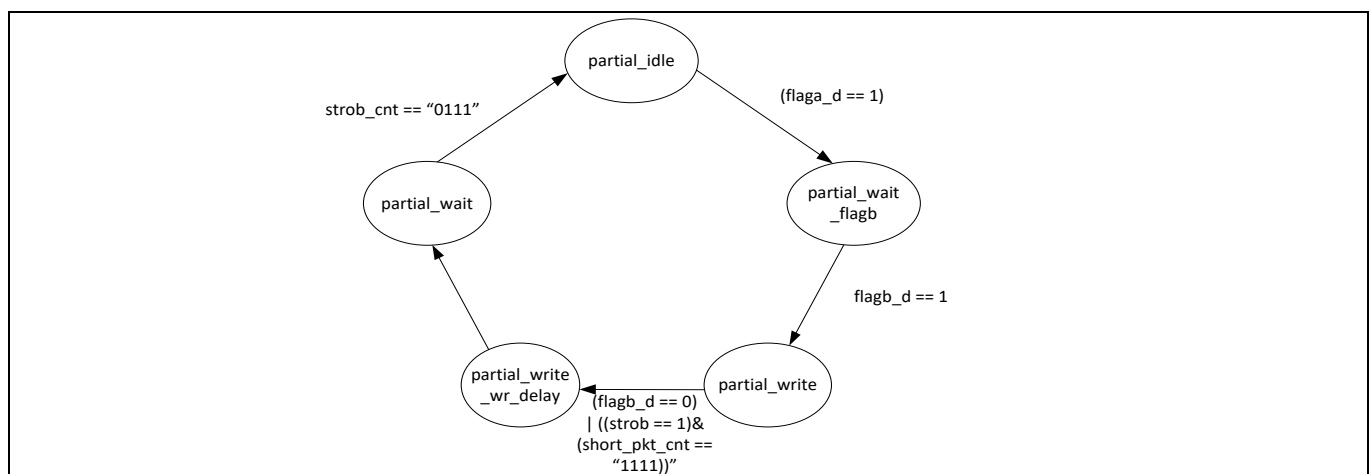 partial_idle
(flaga_d == 1)
strob_cnt == “0111”
partial_wait
partial_wait
_flagb
flagb_d == 1
partial_write
_wr_delay
partial_write
(flagb_d == 0)
| ((strob == 1)&
(short_pkt_cnt ==
“1111))”